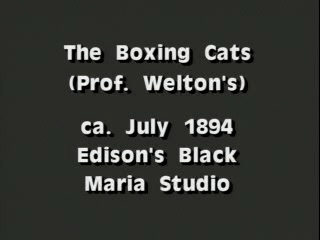 The Boxing Cats
(Prof. Welton's)
ca. July 1894
Edison's Black
Maria Studio